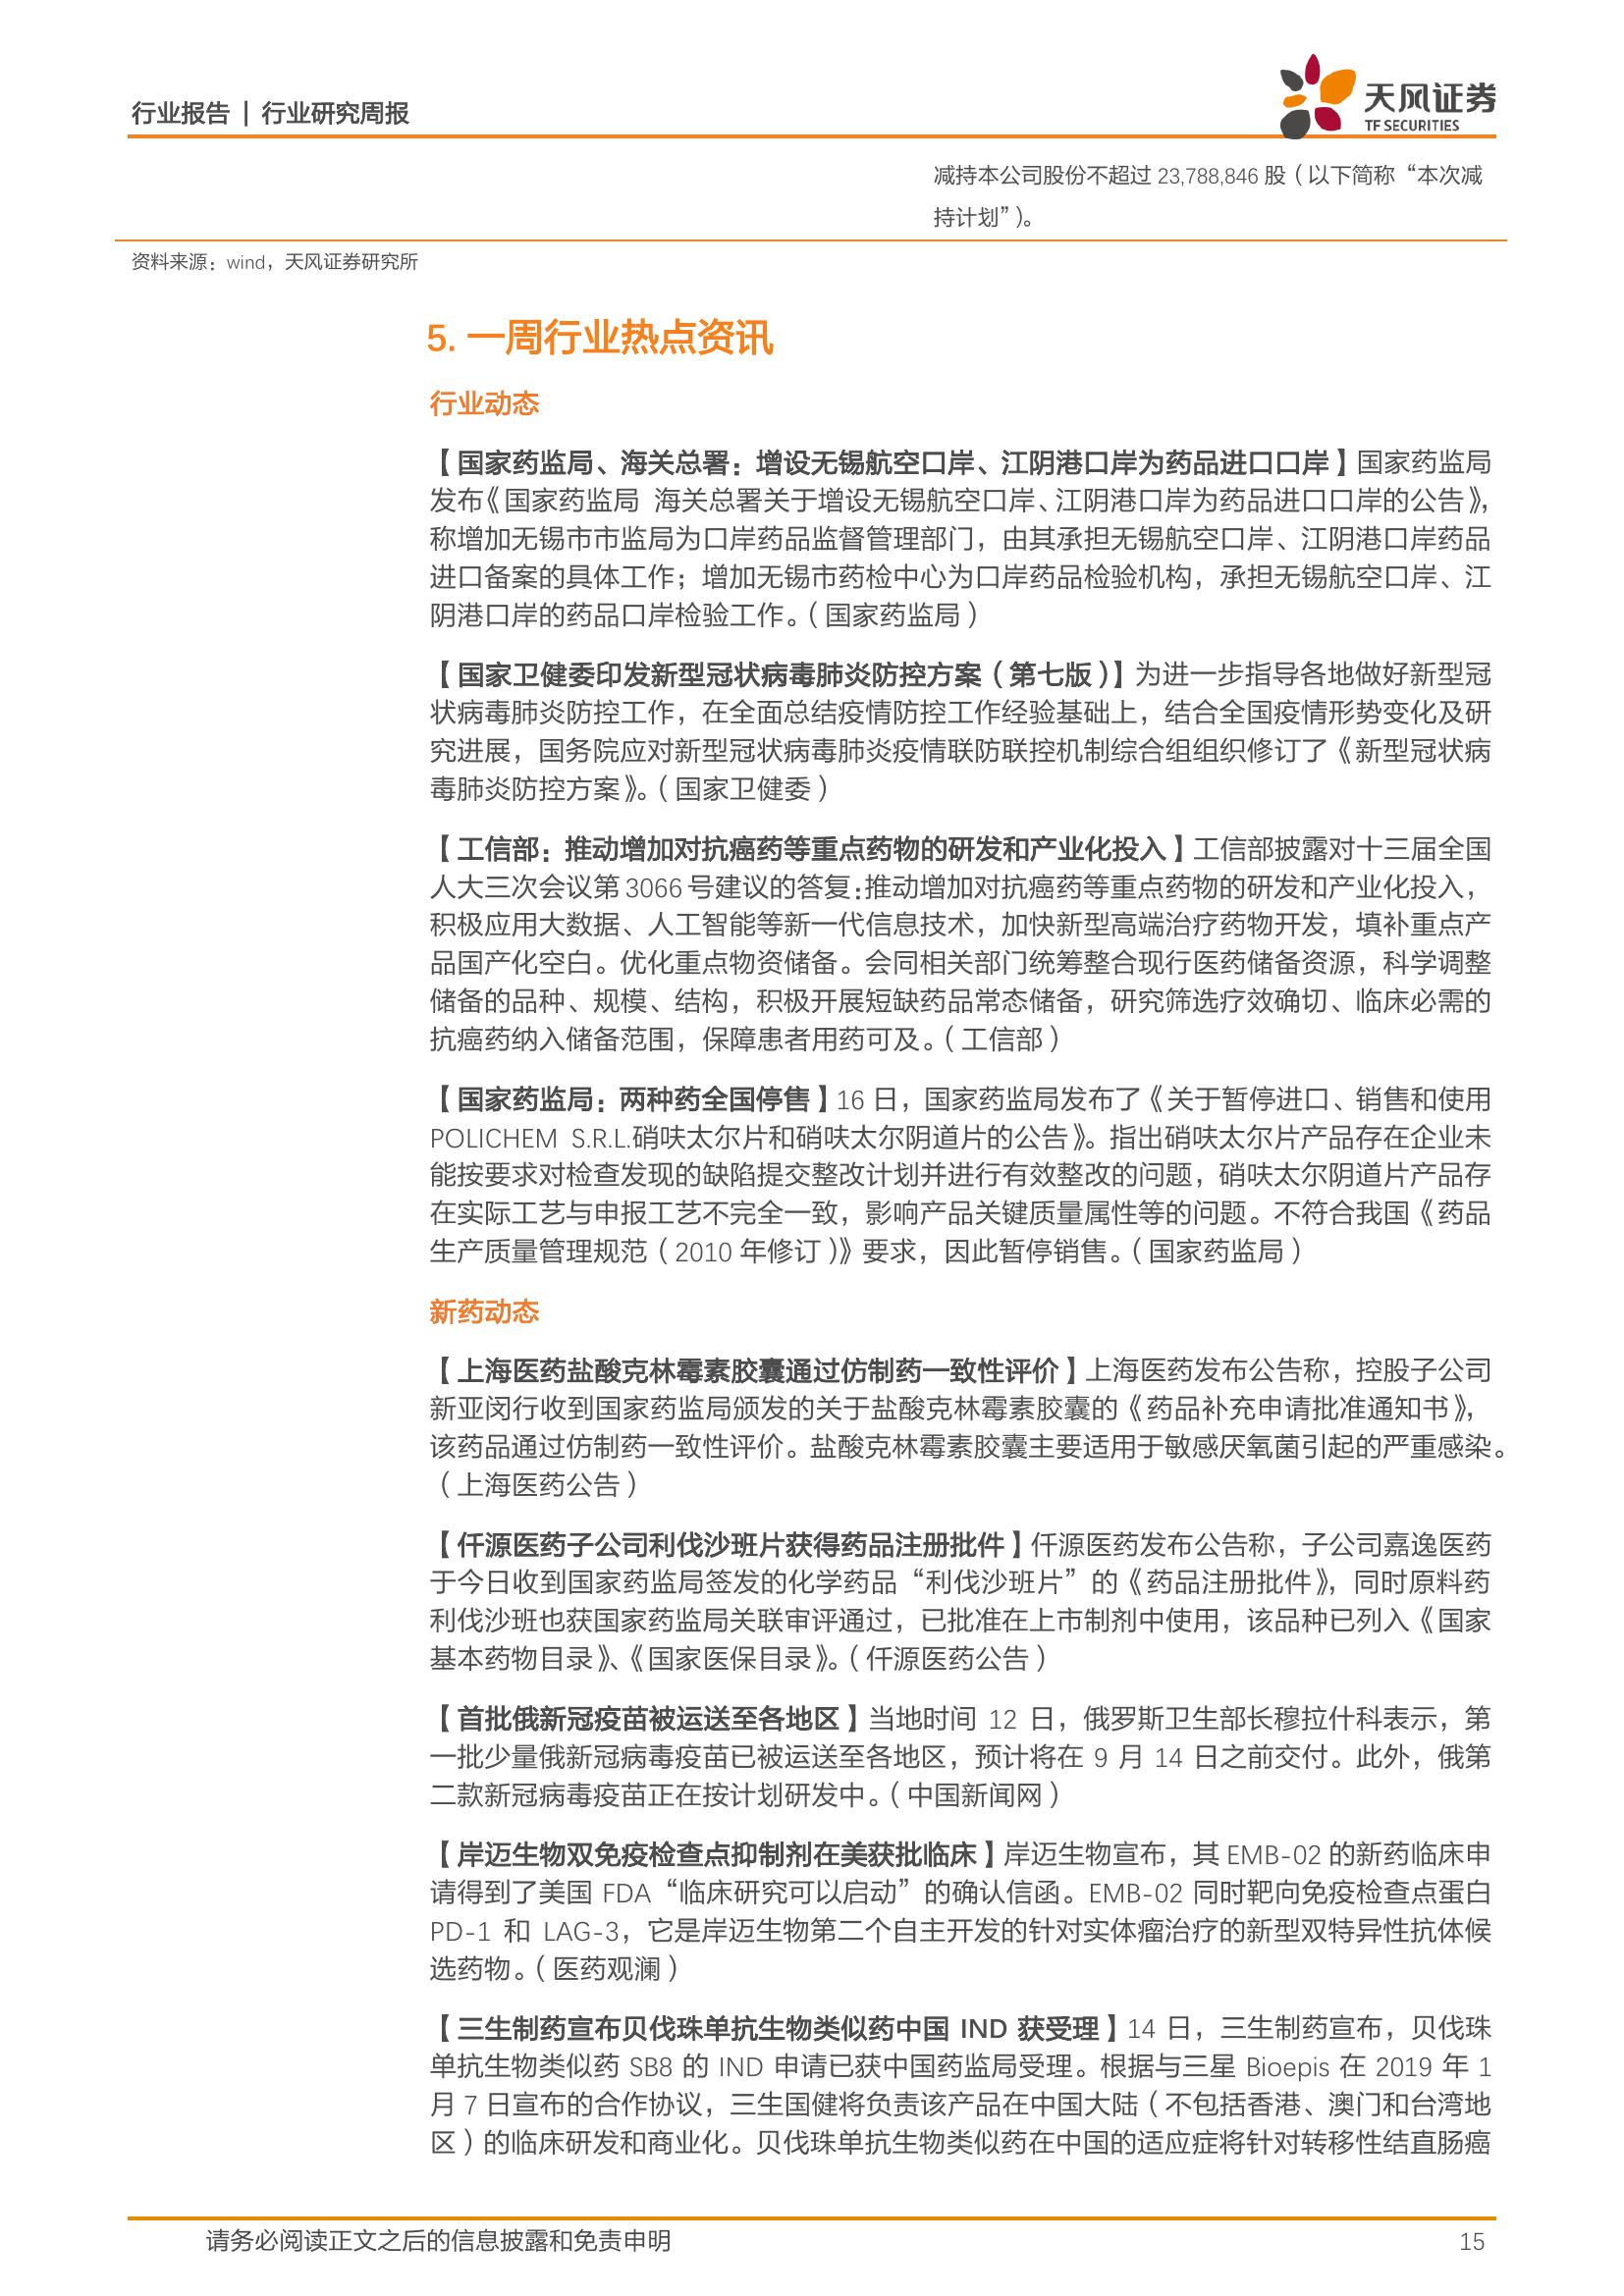 行业报告 | 行业研究周报
天风证券
TF SECURITIES
减持本公司股份不超过 23,788,846 股（以下简称“本次减
持计划”）。
资料来源：wind，天风证券研究所
5. 一周行业热点资讯
行业动态
【国家药监局、海关总署：增设无锡航空口岸、江阴港口岸为药品进口口岸】国家药监局
发布《国家药监局 海关总署关于增设无锡航空口岸、江阴港口岸为药品进口口岸的公告》，
称增加无锡市市监局为口岸药品监督管理部门，由其承担无锡航空口岸、江阴港口岸药品
进口备案的具体工作；增加无锡市药检中心为口岸药品检验机构，承担无锡航空口岸、江
阴港口岸的药品口岸检验工作。（国家药监局）
【国家卫健委印发新型冠状病毒肺炎防控方案（第七版）】为进一步指导各地做好新型冠
状病毒肺炎防控工作，在全面总结疫情防控工作经验基础上，结合全国疫情形势变化及研
究进展，国务院应对新型冠状病毒肺炎疫情联防联控机制综合组组织修订了《新型冠状病
毒肺炎防控方案》。（国家卫健委）
【工信部：推动增加对抗癌药等重点药物的研发和产业化投入】工信部披露对十三届全国
人大三次会议第 3066 号建议的答复：推动增加对抗癌药等重点药物的研发和产业化投入，
积极应用大数据、人工智能等新一代信息技术，加快新型高端治疗药物开发，填补重点产
品国产化空白。优化重点物资储备。会同相关部门统筹整合现行医药储备资源，科学调整
储备的品种、规模、结构，积极开展短缺药品常态储备，研究筛选疗效确切、临床必需的
抗癌药纳入储备范围，保障患者用药可及。（工信部）
【国家药监局：两种药全国停售】16 日，国家药监局发布了《关于暂停进口、销售和使用
POLICHEM S.R.L.硝呋太尔片和硝呋太尔阴道片的公告》。指出硝呋太尔片产品存在企业未
能按要求对检查发现的缺陷提交整改计划并进行有效整改的问题，硝呋太尔阴道片产品存
在实际工艺与申报工艺不完全一致，影响产品关键质量属性等的问题。不符合我国《药品
生产质量管理规范（2010 年修订）》要求，因此暂停销售。（国家药监局）
新药动态
【上海医药盐酸克林霉素胶囊通过仿制药一致性评价】上海医药发布公告称，控股子公司
新亚闵行收到国家药监局颁发的关于盐酸克林霉素胶囊的《药品补充申请批准通知书》，
该药品通过仿制药一致性评价。盐酸克林霉素胶囊主要适用于敏感厌氧菌引起的严重感染。
（上海医药公告）
【仟源医药子公司利伐沙班片获得药品注册批件】仟源医药发布公告称，子公司嘉逸医药
于今日收到国家药监局签发的化学药品“利伐沙班片”的《药品注册批件》，同时原料药
利伐沙班也获国家药监局关联审评通过，已批准在上市制剂中使用，该品种已列入《国家
基本药物目录》、《国家医保目录》。（仟源医药公告）
【首批俄新冠疫苗被运送至各地区】当地时间 12 日，俄罗斯卫生部长穆拉什科表示，第
一批少量俄新冠病毒疫苗已被运送至各地区，预计将在 9 月 14 日之前交付。此外，俄第
二款新冠病毒疫苗正在按计划研发中。（中国新闻网）
【岸迈生物双免疫检查点抑制剂在美获批临床】岸迈生物宣布，其 EMB-02 的新药临床申
请得到了美国 FDA“临床研究可以启动”的确认信函。EMB-02 同时靶向免疫检查点蛋白
PD-1 和 LAG-3，它是岸迈生物第二个自主开发的针对实体瘤治疗的新型双特异性抗体候
选药物。（医药观澜）
【三生制药宣布贝伐珠单抗生物类似药中国 IND 获受理】14 日，三生制药宣布，贝伐珠
单抗生物类似药 SB8 的 IND 申请已获中国药监局受理。根据与三星 Bioepis 在 2019 年 1
月 7 日宣布的合作协议，三生国健将负责该产品在中国大陆（不包括香港、澳门和台湾地
区）的临床研发和商业化。贝伐珠单抗生物类似药在中国的适应症将针对转移性结直肠癌
请务必阅读正文之后的信息披露和免责申明
15